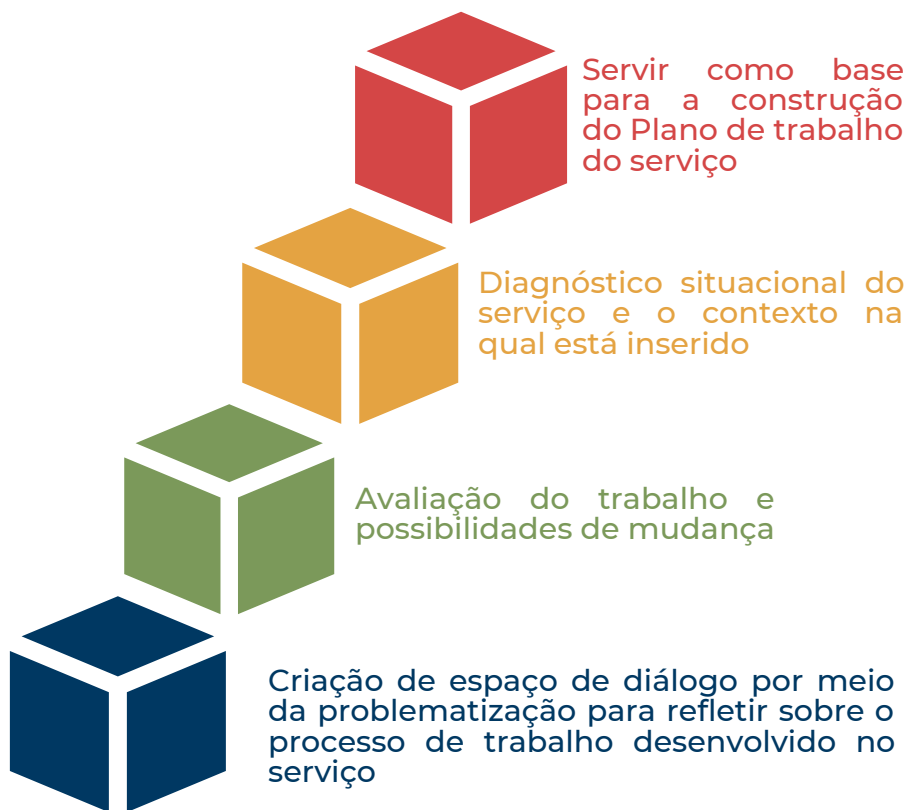 Servir como base
para a construção
do Plano de trabalho
do serviço
Diagnóstico situacional do
serviço e o contexto na
qual está inserido
Avaliação do trabalho e
possibilidades de mudança
Criação de espaço de diálogo por meio
da problematização para refletir sobre o
processo de trabalho desenvolvido no
serviço